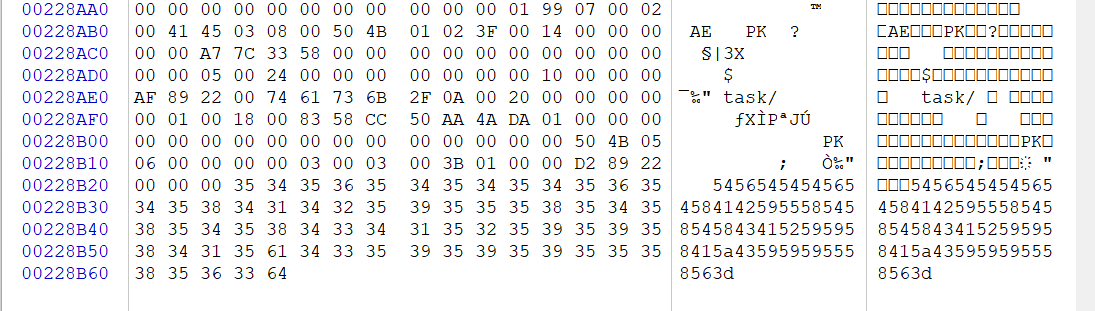 00228AA0 00 00 00 00 00 00 00 00 00 00 00 01 99 07 00 02 ™ □□□□□□□□□□□□□
00228AB0 00 41 45 03 08 00 50 4B 01 02 3F 00 14 00 00 00 AE PK ? □AE□□□PK□□?□□□□□
00228AC0 00 00 A7 7C 33 58 00 00 00 00 00 00 00 00 00 00 §|3X □□□ □□□□□□□□□□
00228AD0 00 00 05 00 24 00 00 00 00 00 00 00 10 00 00 00 $ □□□□$□□□□□□□□□□□
00228AE0 AF 89 22 00 74 61 73 6B 2F 0A 00 20 00 00 00 00 ¯‰" task/ □ task/ □ □□□□
00228AF0 00 01 00 18 00 83 58 CC 50 AA 4A DA 01 00 00 00 ƒXÌPªJÚ □□□□□□ □ □□□
00228B00 00 00 00 00 00 00 00 00 00 00 00 00 00 50 4B 05 PK □□□□□□□□□□□□□PK□
00228B10 06 00 00 00 00 03 00 03 00 3B 01 00 00 D2 89 22 ; Ò‰" □□□□□□□□□;□□□҉"
00228B20 00 00 00 35 34 35 36 35 34 35 34 35 34 35 36 35 5456545454565 □□□5456545454565
00228B30 34 35 38 34 31 34 32 35 39 35 35 35 38 35 34 35 4584142595558545 4584142595558545
00228B40 38 35 34 35 38 34 33 34 31 35 32 35 39 35 39 35 8545843415259595 8545843415259595
00228B50 38 34 31 35 61 34 33 35 39 35 39 35 39 35 35 35 8415a43595959555 8415a43595959555
00228B60 38 35 36 33 64 8563d 8563d